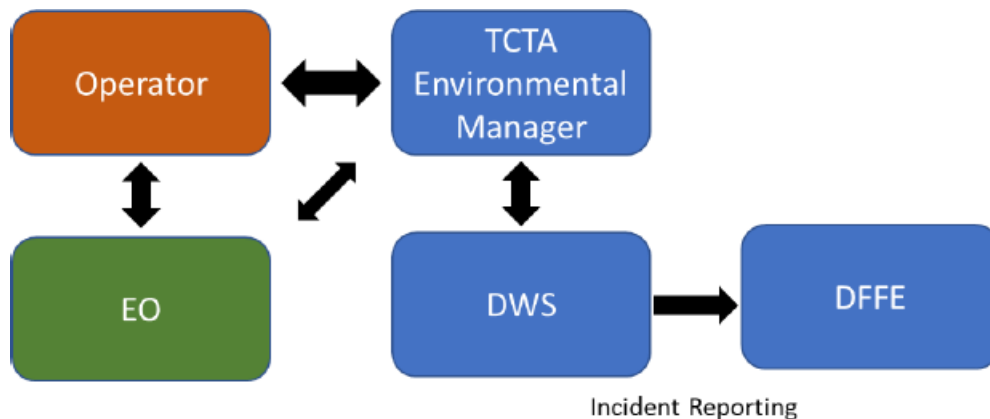 Operator
TCTA
Environmental
Manager
EO
DWS
DFFE
Incident Reporting